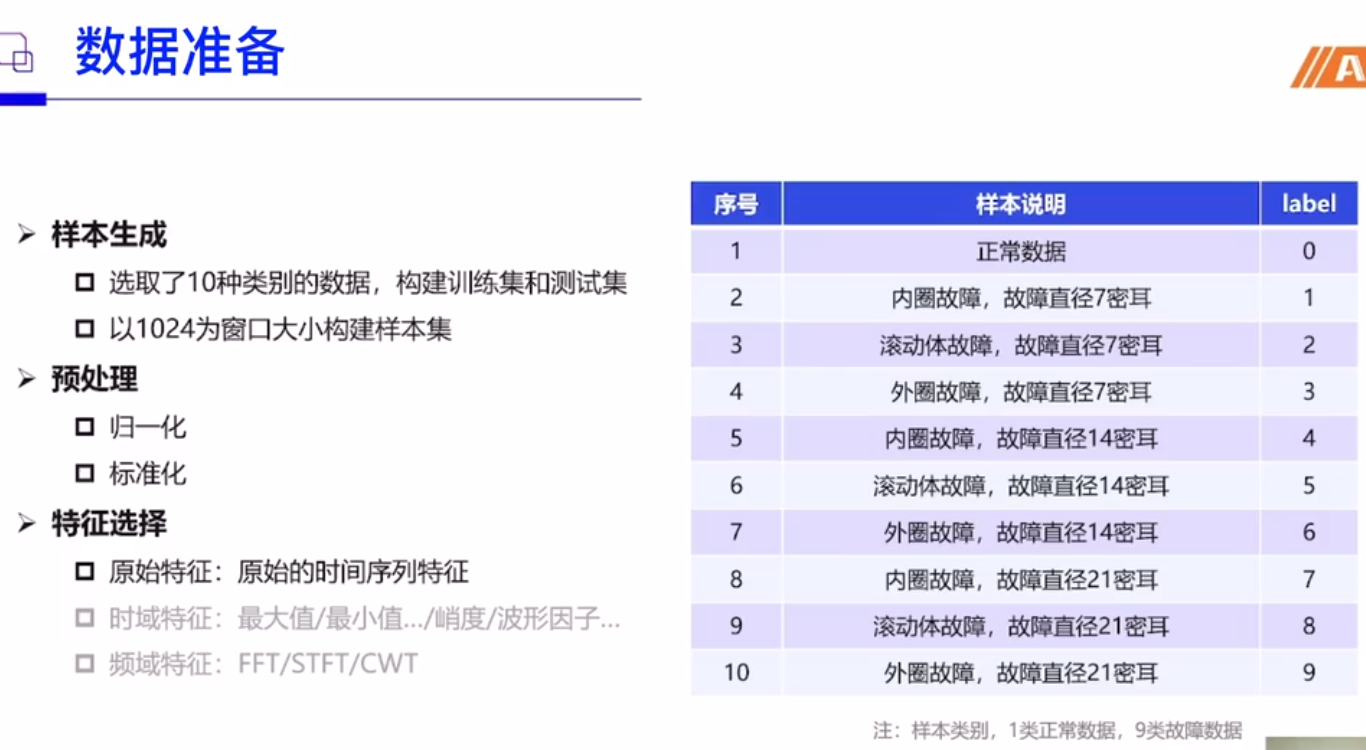 数据准备
A
样本生成
选取了10种类别的数据，构建训练集和测试集
以1024为窗口大小构建样本集
预处理
归一化
标准化
特征选择
原始特征：原始的时间序列特征
时域特征：最大值/最小值.../峭度/波形因子...
频域特征：FFT/STFT/CWT
序号 样本说明 label
1 正常数据 0
2 内圈故障，故障直径7密耳 1
3 滚动体故障，故障直径7密耳 2
4 外圈故障，故障直径7密耳 3
5 内圈故障，故障直径14密耳 4
6 滚动体故障，故障直径14密耳 5
7 外圈故障，故障直径14密耳 6
8 内圈故障，故障直径21密耳 7
9 滚动体故障，故障直径21密耳 8
10 外圈故障，故障直径21密耳 9
注：样本类别，1类正常数据，9类故障数据